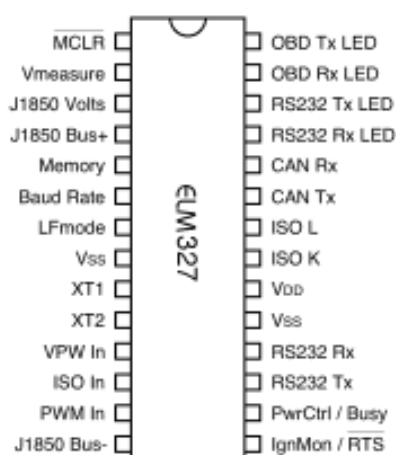 MCLR
Vmeasure
J1850 Volts
J1850 Bus+
Memory
Baud Rate
LFmode
Vss
XT1
XT2
VPW In
ISO In
PWM In
J1850 Bus-
ELM327
OBD Tx LED
OBD Rx LED
RS232 Tx LED
RS232 Rx LED
CAN Rx
CAN Tx
ISO L
ISO K
VDD
Vss
RS232 Rx
RS232 Tx
PwrCtrl / Busy
IgnMon / RTS